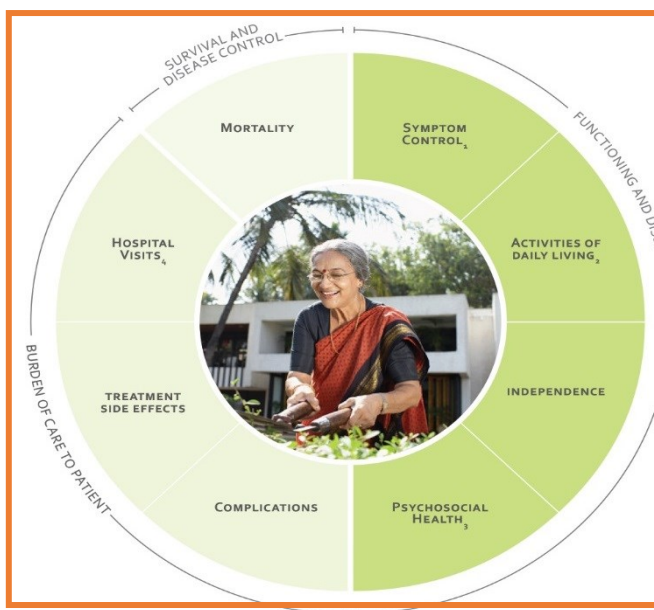 SURVIVAL AND
DISEASE CONTROL
FUNCTIONING AND
MORTALITY
SYMPTOM
CONTROL₁
HOSPITAL
VISITS₄
ACTIVITIES OF
DAILY LIVING₂
TREATMENT
SIDE EFFECTS
INDEPENDENCE
COMPLICATIONS
PSYCHOSOCIAL
HEALTH₃
BURDEN OF CARE TO PATIENT